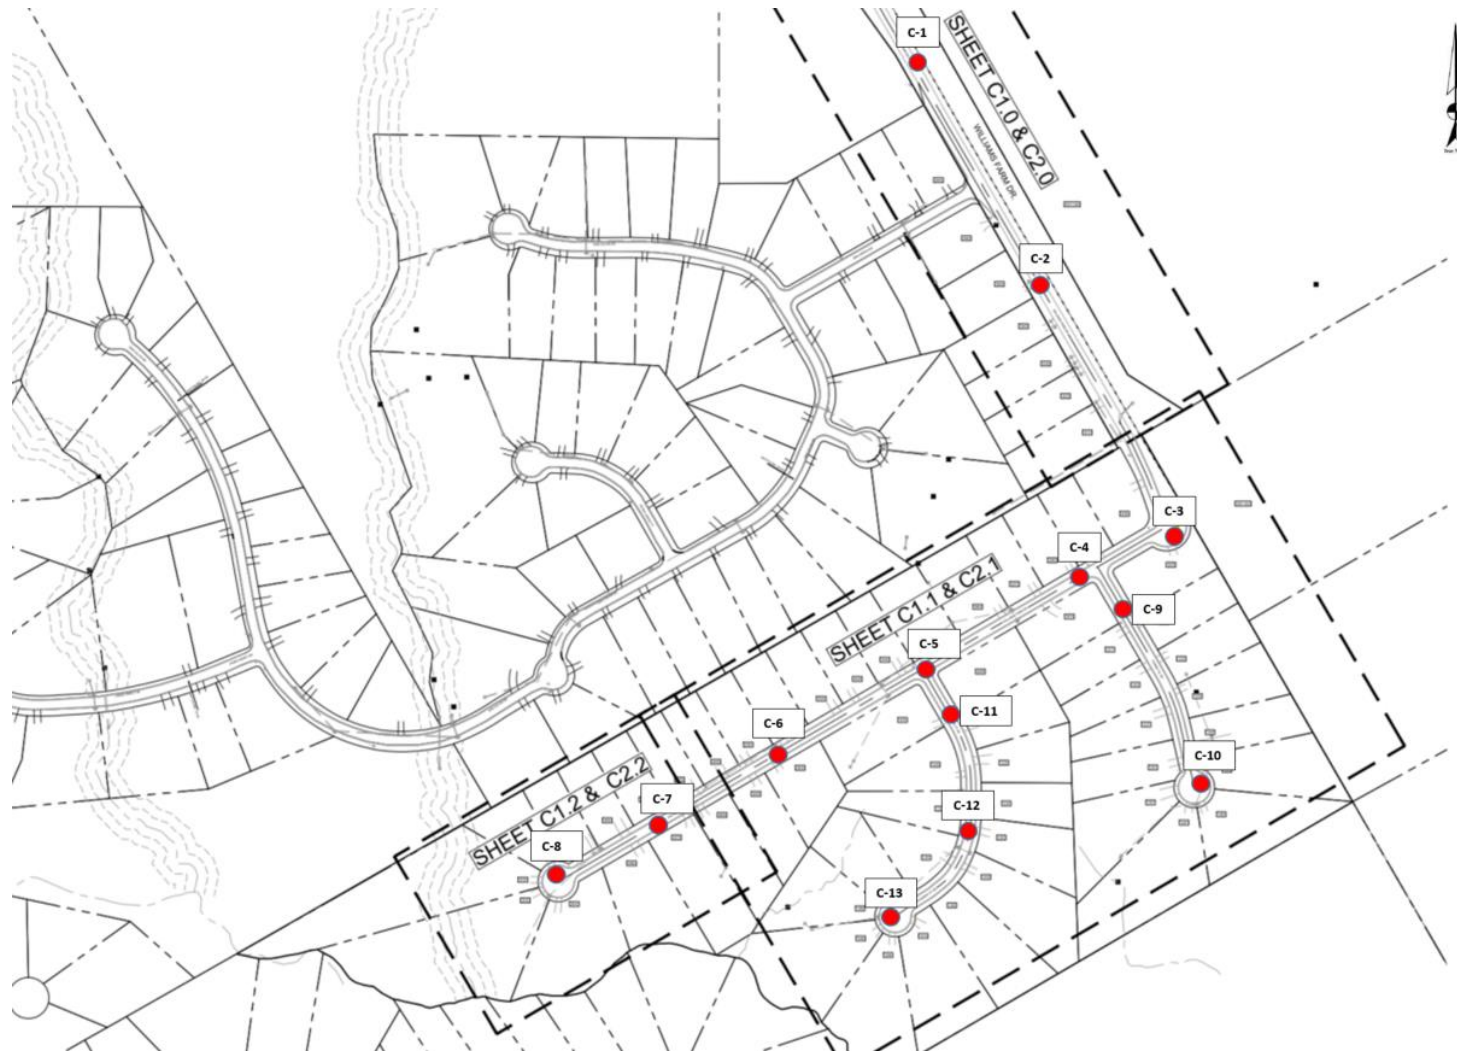 C-1
SHEET C1.0 & C2.0
WILLIAMS FARM DR.
C-2
C-3
C-4
SHEET C1.1 & C2.1
C-9
C-5
C-11
C-6
C-10
SHEET C1.2 & C2.2
C-7
C-12
C-8
C-13